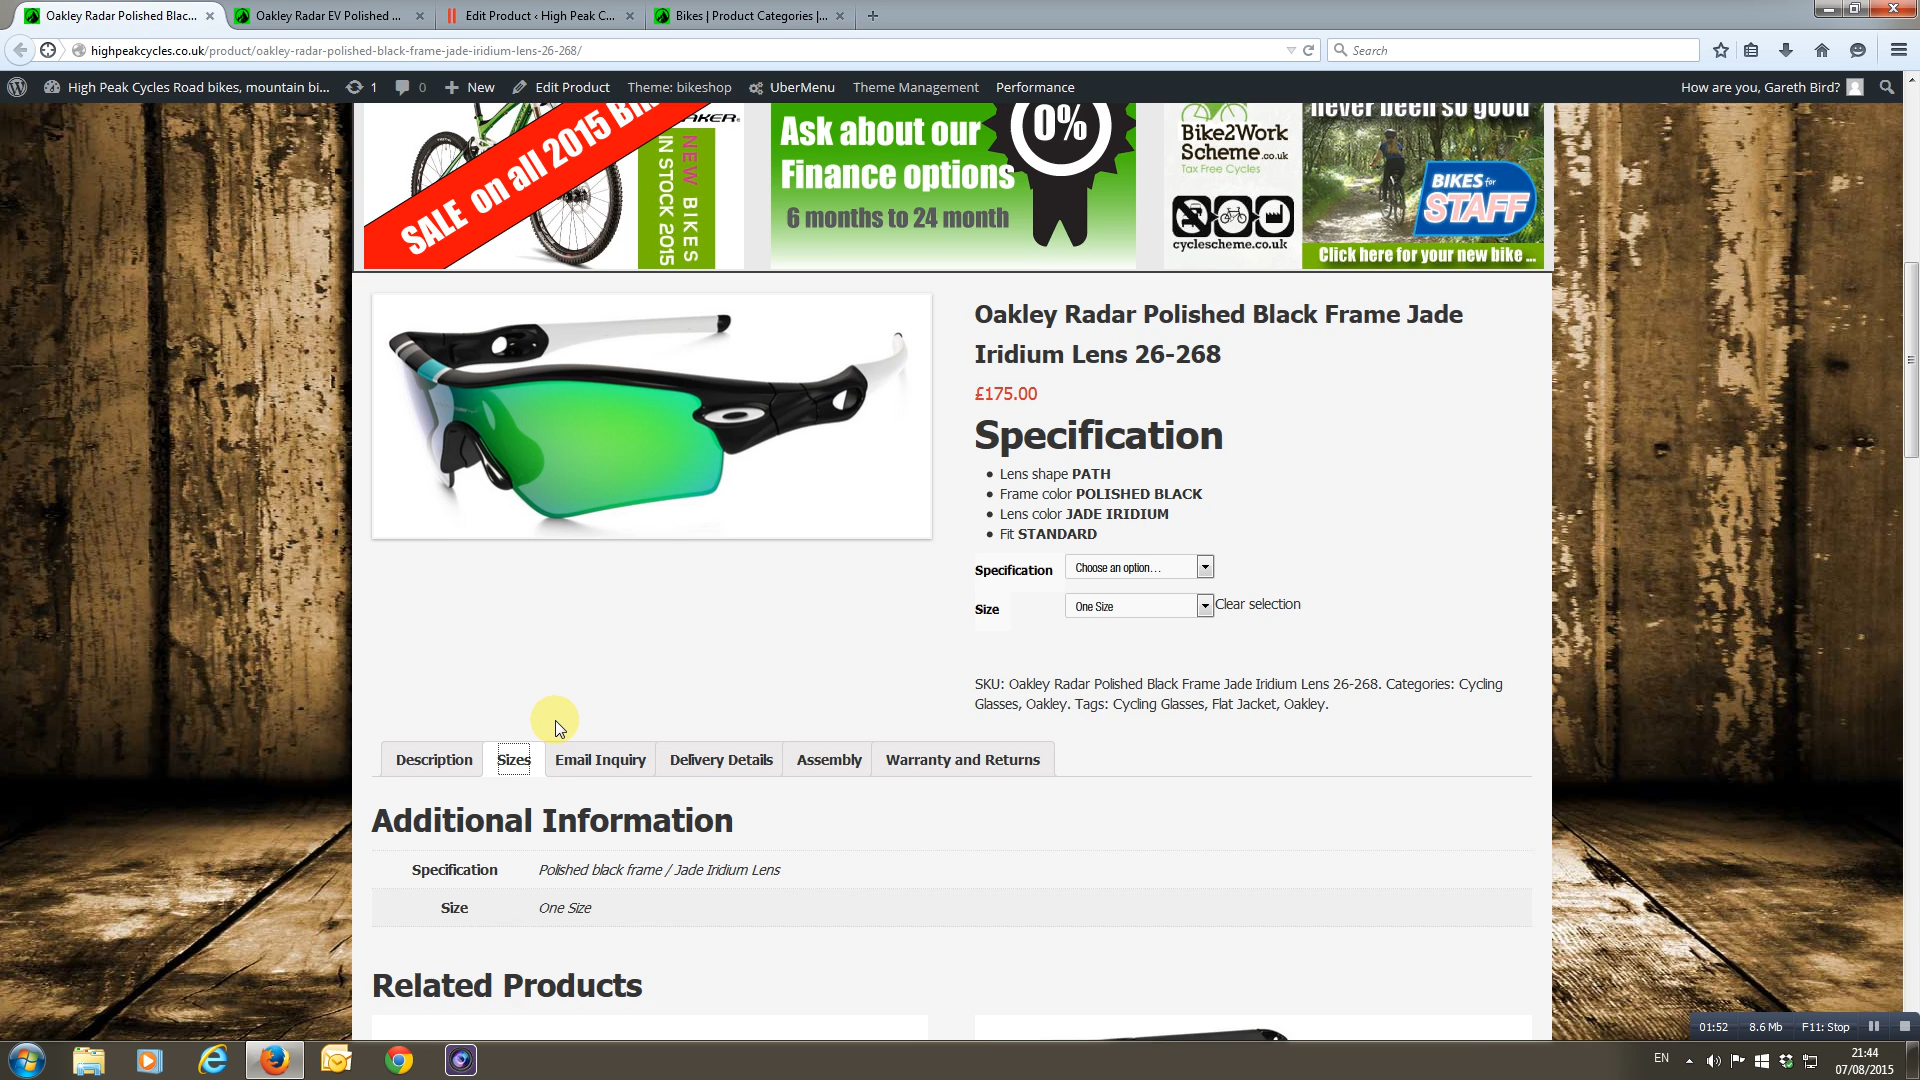 Oakley Radar Polished Blac...
Oakley Radar EV Polished ...
Edit Product ‹ High Peak C...
Bikes | Product Categories |...
highpeakcycles.co.uk/product/oakley-radar-polished-black-frame-jade-iridium-lens-26-268/
Search
High Peak Cycles Road bikes, mountain bi...
1
0
New
Edit Product
Theme: bikeshop
UberMenu
Theme Management
Performance
How are you, Gareth Bird?
SALE on all 2015 Bi
NEW BIKES
IN STOCK 2015
Ask about our
Finance options
6 months to 24 month
0%
Bike2Work
Scheme.co.uk
Tax Free Cycles
cyclescheme.co.uk
never been so good
BIKES for
STAFF
Click here for your new bike ...
Oakley Radar Polished Black Frame Jade
Iridium Lens 26-268
£175.00
Specification
Lens shape PATH
Frame color POLISHED BLACK
Lens color JADE IRIDIUM
Fit STANDARD
Specification
Choose an option…
Size
One Size
Clear selection
SKU: Oakley Radar Polished Black Frame Jade Iridium Lens 26-268. Categories: Cycling
Glasses, Oakley. Tags: Cycling Glasses, Flat Jacket, Oakley.
Description
Sizes
Email Inquiry
Delivery Details
Assembly
Warranty and Returns
Additional Information
Specification
Polished black frame / Jade Iridium Lens
Size
One Size
Related Products
01:52
8.6 Mb
F11: Stop
EN
21:44
07/08/2015